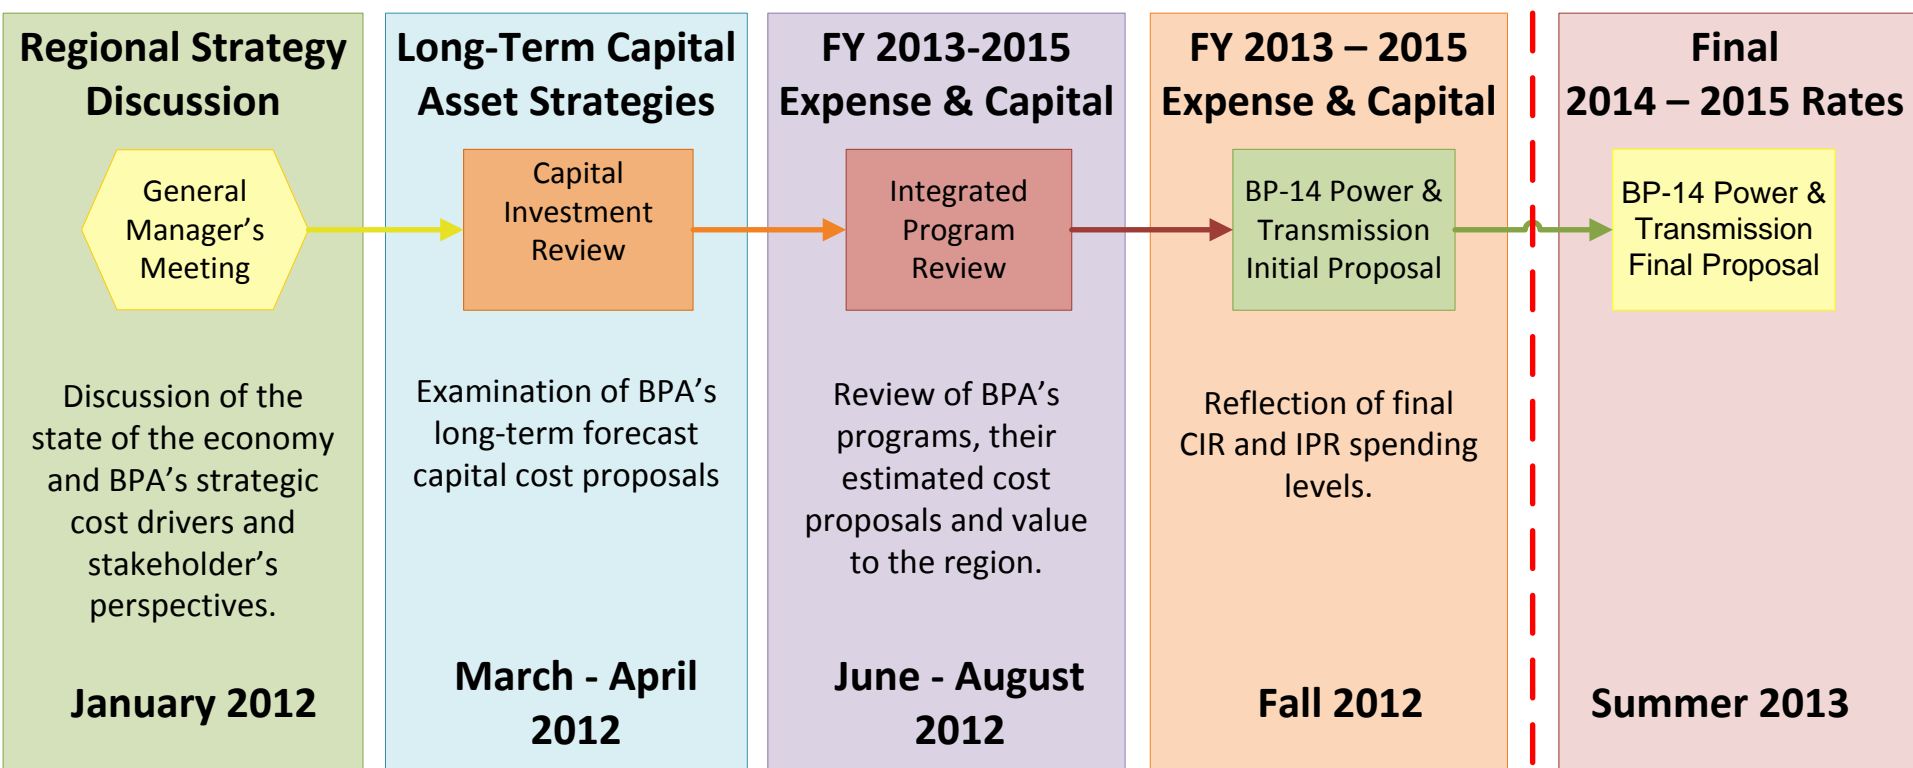 Regional Strategy
Discussion
General
Manager’s
Meeting
Discussion of the
state of the economy
and BPA’s strategic
cost drivers and
stakeholder’s
perspectives.
January 2012
Long-Term Capital
Asset Strategies
Capital
Investment
Review
Examination of BPA’s
long-term forecast
capital cost proposals
March - April
2012
FY 2013-2015
Expense & Capital
Integrated
Program
Review
Review of BPA’s
programs, their
estimated cost
proposals and value
to the region.
June - August
2012
FY 2013 – 2015
Expense & Capital
BP-14 Power &
Transmission
Initial Proposal
Reflection of final
CIR and IPR spending
levels.
Fall 2012
Final
2014 – 2015 Rates
BP-14 Power &
Transmission
Final Proposal
Summer 2013